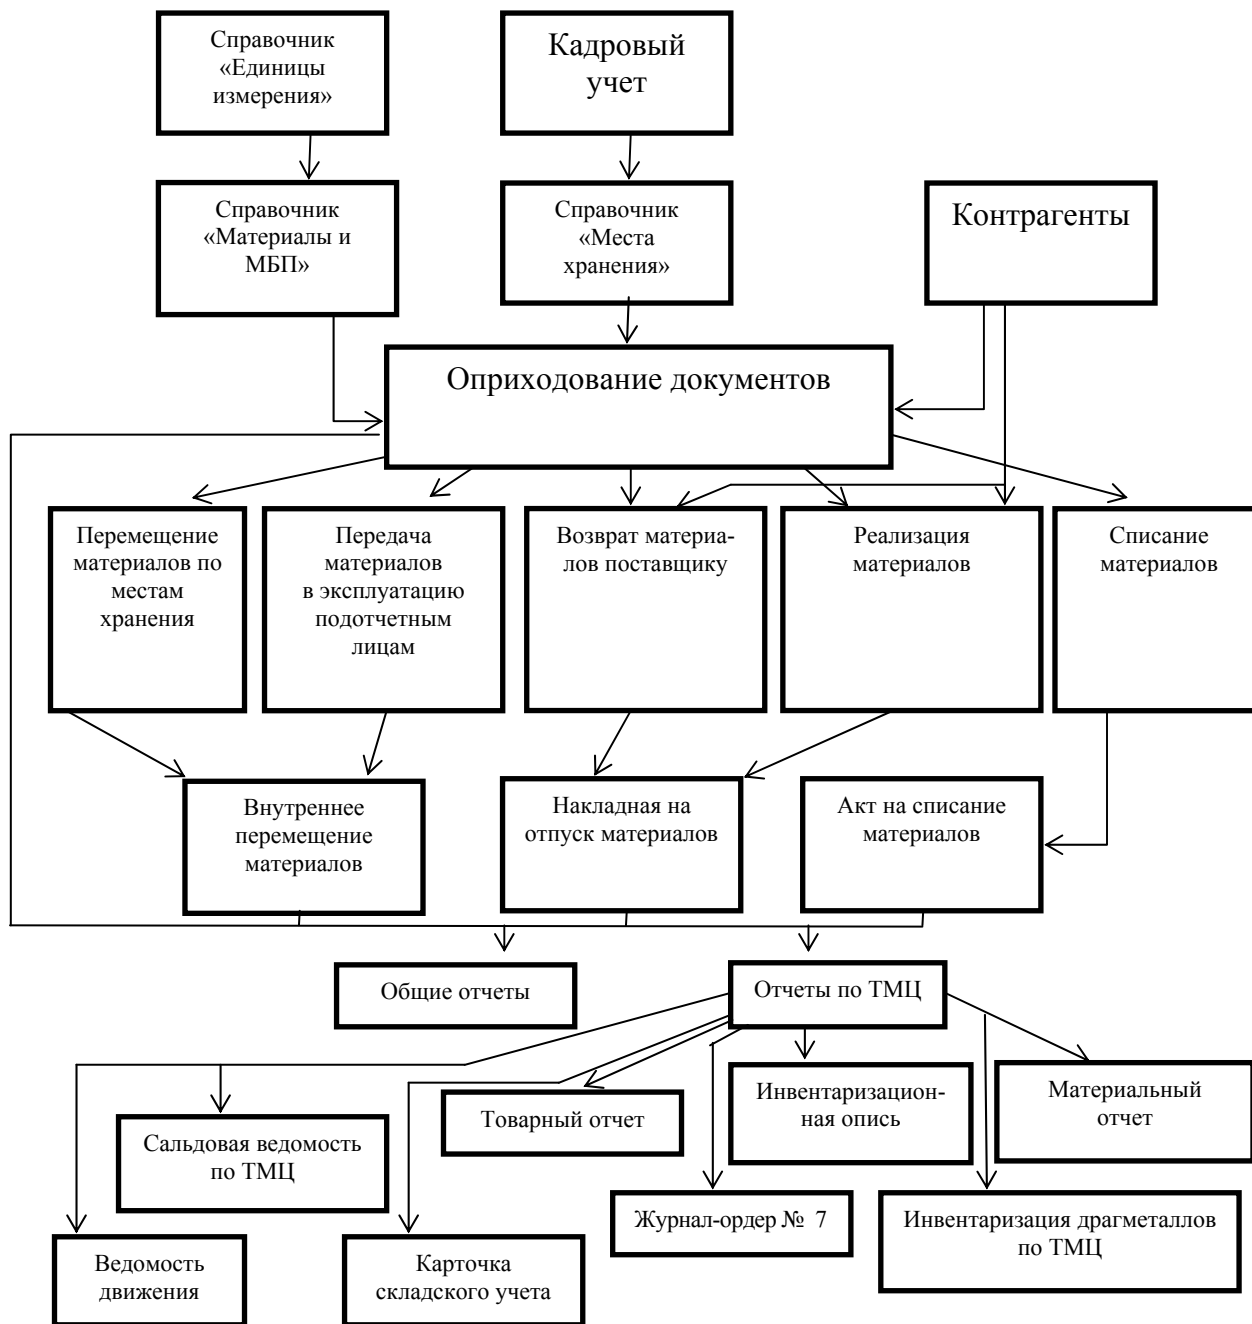 Справочник
«Единицы
измерения»
Кадровый
учет
Справочник
«Материалы и
МБП»
Справочник
«Места
хранения»
Контрагенты
Оприходование документов
Перемещение
материалов по
местам
хранения
Передача
материалов
в эксплуатацию
подотчетным
лицам
Возврат материа-
лов поставщику
Реализация
материалов
Списание
материалов
Внутреннее
перемещение
материалов
Накладная на
отпуск материалов
Акт на списание
материалов
Общие отчеты
Отчеты по ТМЦ
Товарный отчет
Инвентаризацион-
ная опись
Материальный
отчет
Сальдовая ведомость
по ТМЦ
Журнал-ордер № 7
Инвентаризация драгметаллов
по ТМЦ
Ведомость
движения
Карточка
складского учета